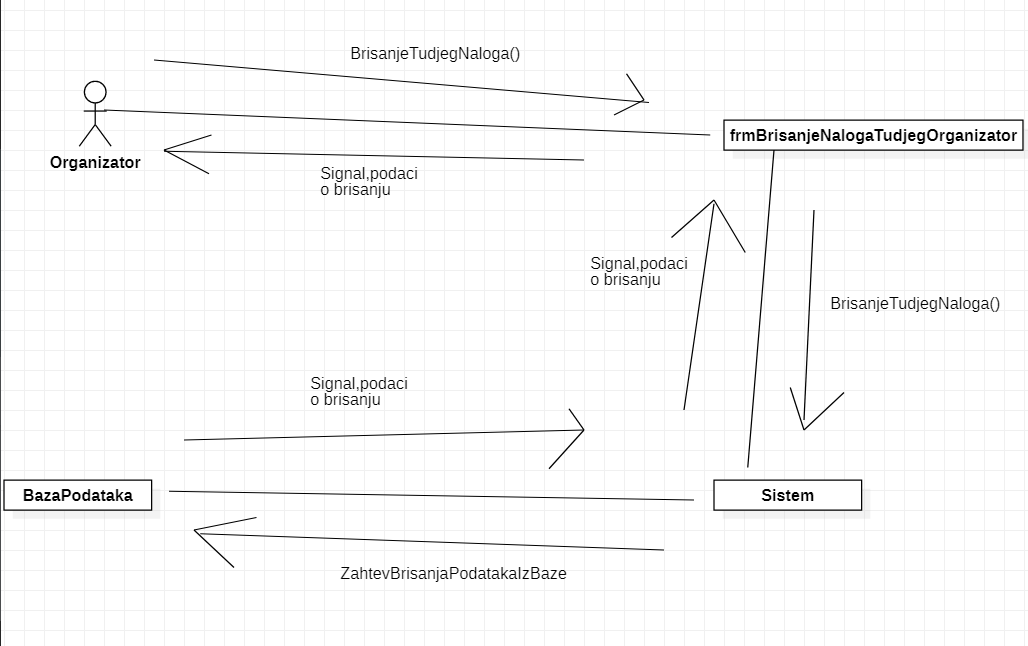 BrisanjeTudjegNaloga()
frmBrisanjeNalogaTudjegOrganizator
Organizator
Signal,podaci
o brisanju
Signal,podaci
o brisanju
BrisanjeTudjegNaloga()
Signal,podaci
o brisanju
BazaPodataka
Sistem
ZahtevBrisanjaPodatakaIzBaze